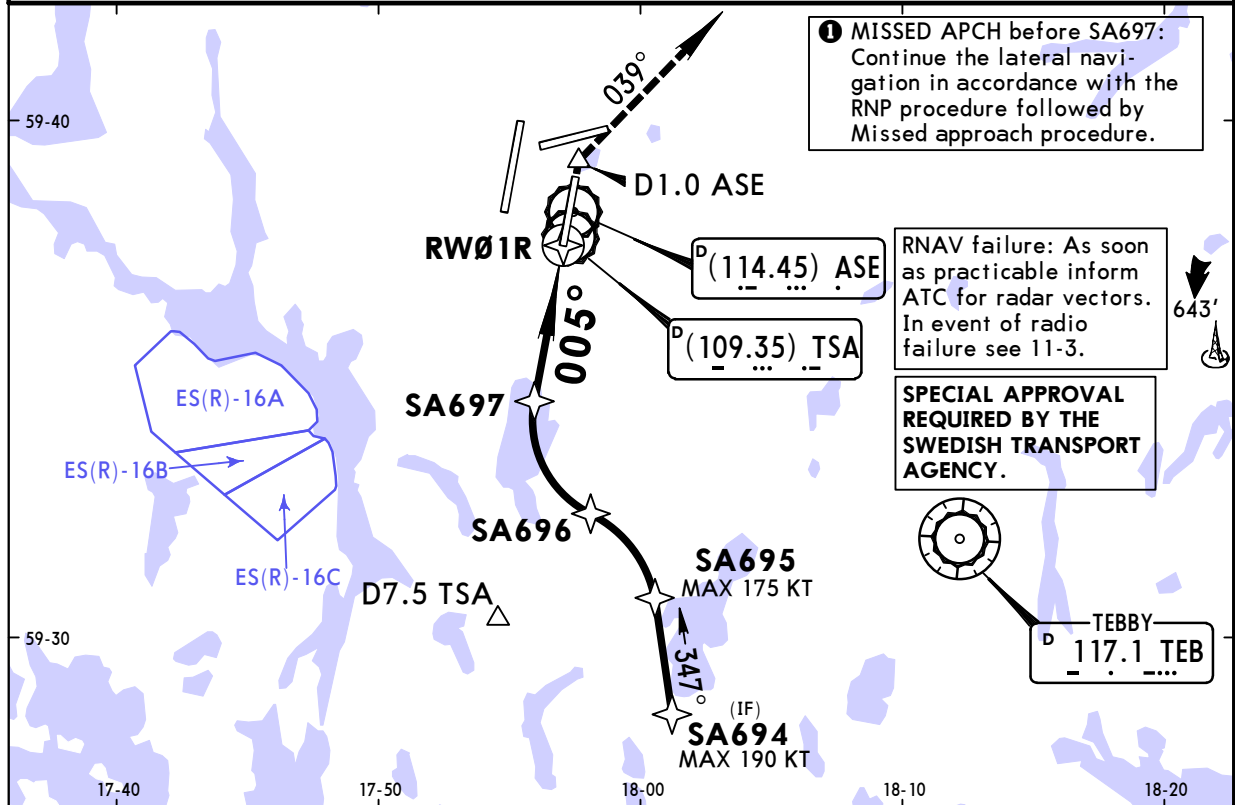 ❶ MISSED APCH before SA697:
Continue the lateral navi-
gation in accordance with the
RNP procedure followed by
Missed approach procedure.
039°
59-40
D1.0 ASE
RWØ1R
D (114.45) ASE
RNAV failure: As soon
as practicable inform
ATC for radar vectors.
In event of radio
failure see 11-3.
643'
005°
D (109.35) TSA
ES(R)-16A
SA697
SPECIAL APPROVAL
REQUIRED BY THE
SWEDISH TRANSPORT
AGENCY.
ES(R)-16B
SA696
ES(R)-16C
SA695
MAX 175 KT
D7.5 TSA
59-30
TEBBY
D 117.1 TEB
347°
(IF)
SA694
MAX 190 KT
17-40
17-50
18-00
18-10
18-20